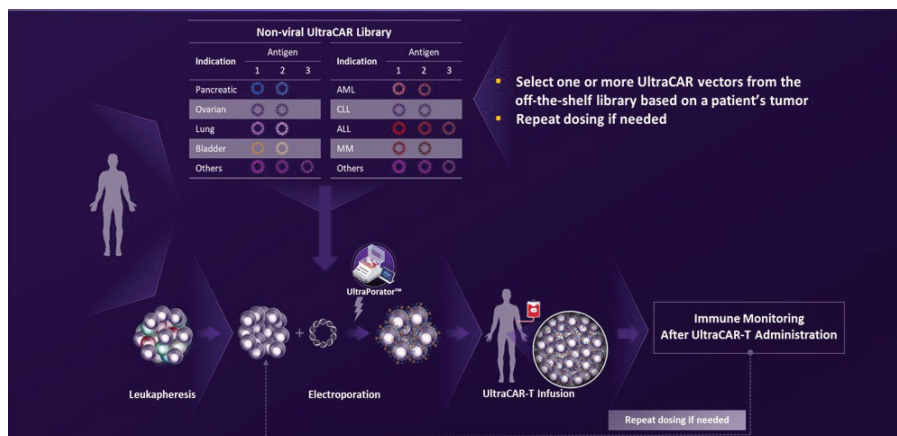 Non-viral UltraCAR Library
Indication Antigen Indication Antigen
1 2 3 1 2 3
Pancreatic AML
Ovarian CLL
Lung ALL
Bladder MM
Others Others
Select one or more UltraCAR vectors from the
off-the-shelf library based on a patient's tumor
Repeat dosing if needed
UltraPorator™
+
Immune Monitoring
After UltraCAR-T Administration
Leukapheresis Electroporation UltraCAR-T Infusion
Repeat dosing if needed